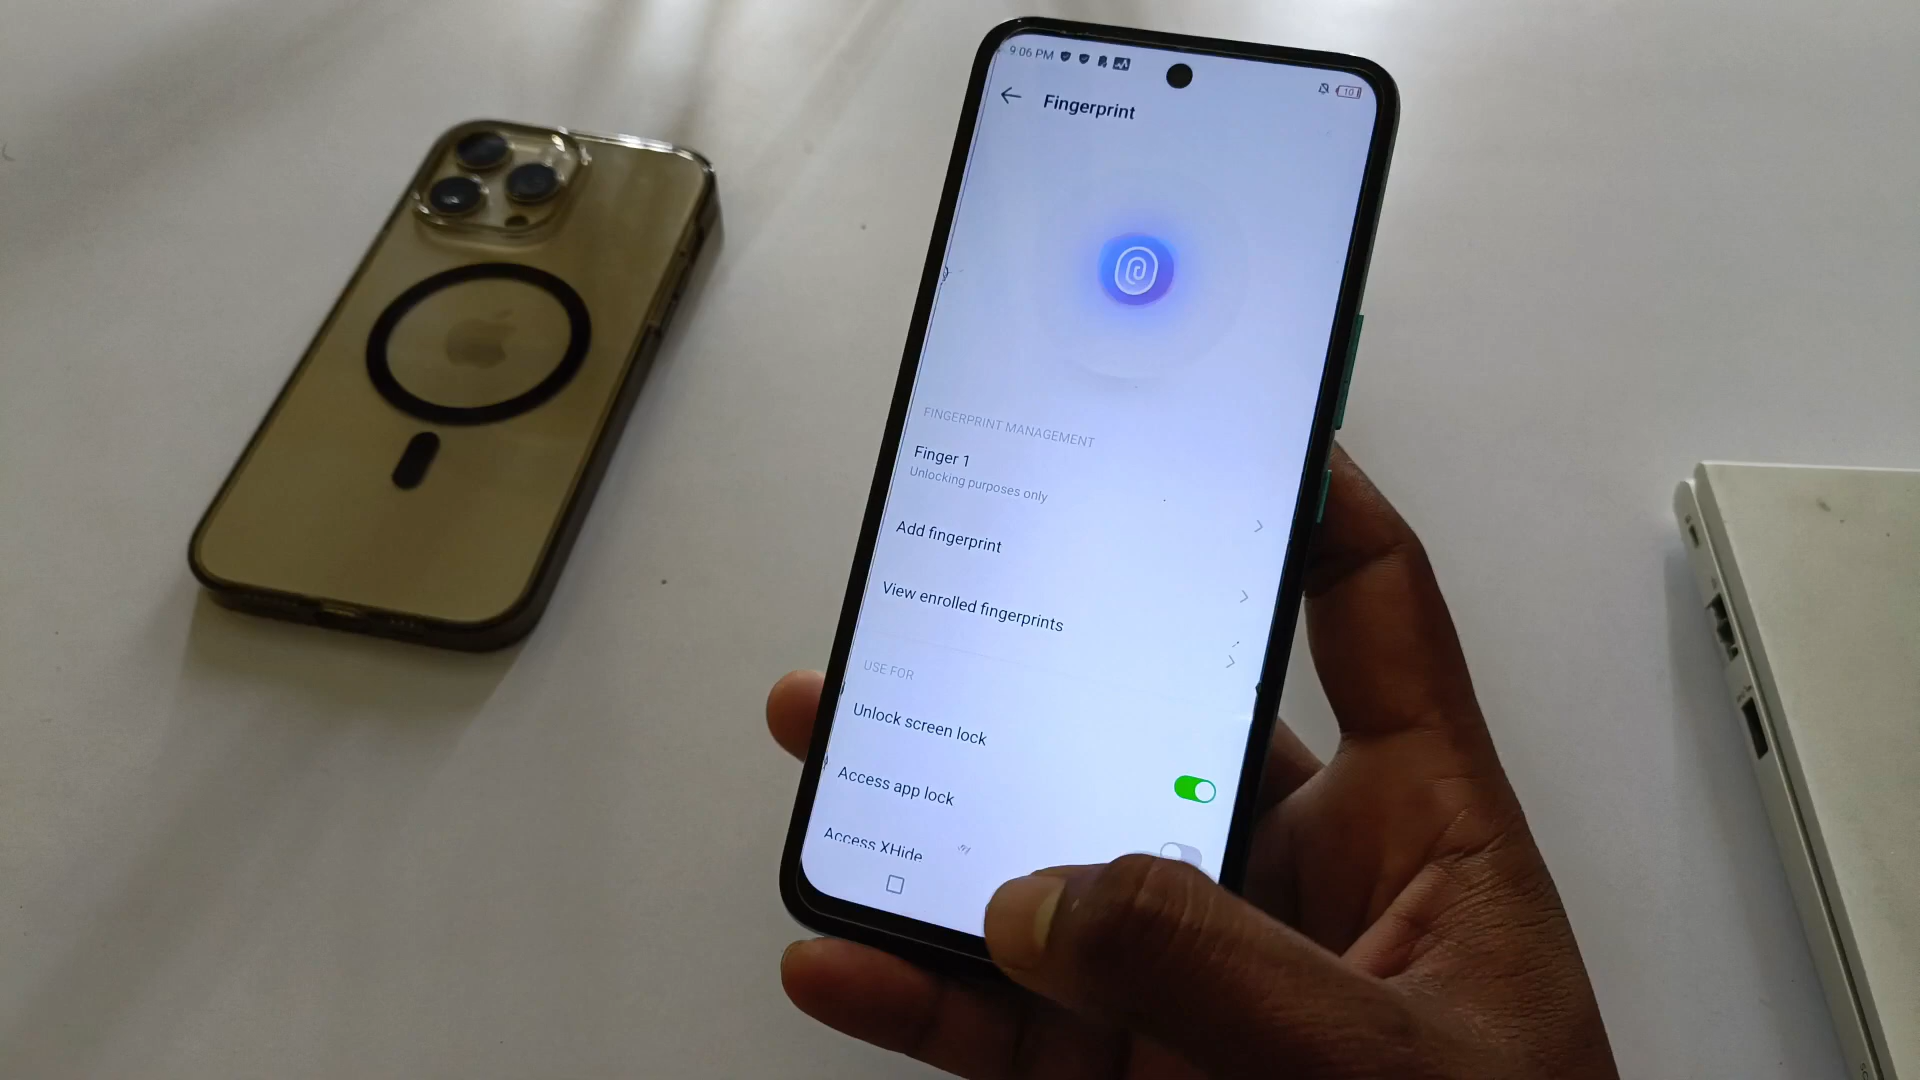 9:06 PM
10
Fingerprint
FINGERPRINT MANAGEMENT
Finger 1
Unlocking purposes only
Add fingerprint
View enrolled fingerprints
USE FOR
Unlock screen lock
Access app lock
Access XHide